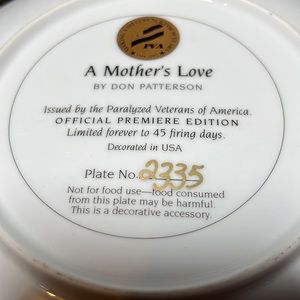 PVA
A Mother's Love
BY DON PATTERSON
Issued by the Paralyzed Veterans of America.
OFFICIAL PREMIERE EDITION
Limited forever to 45 firing days.
Decorated in USA
Plate No. 2335
Not for food use—food consumed
from this plate may be harmful.
This is a decorative accessory.